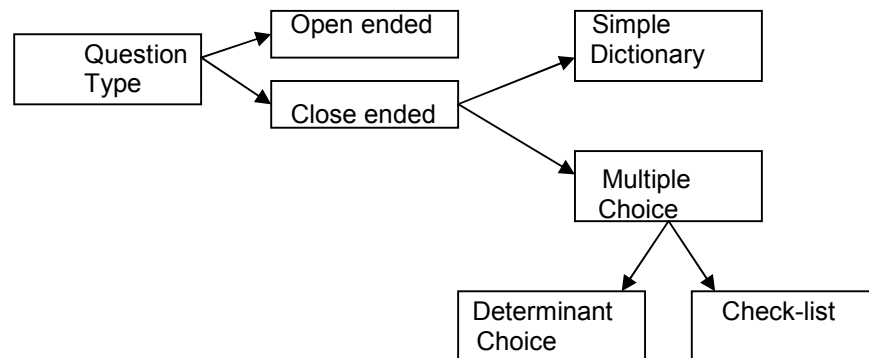 Question
Type
Open ended
Close ended
Simple
Dictionary
Multiple
Choice
Determinant
Choice
Check-list